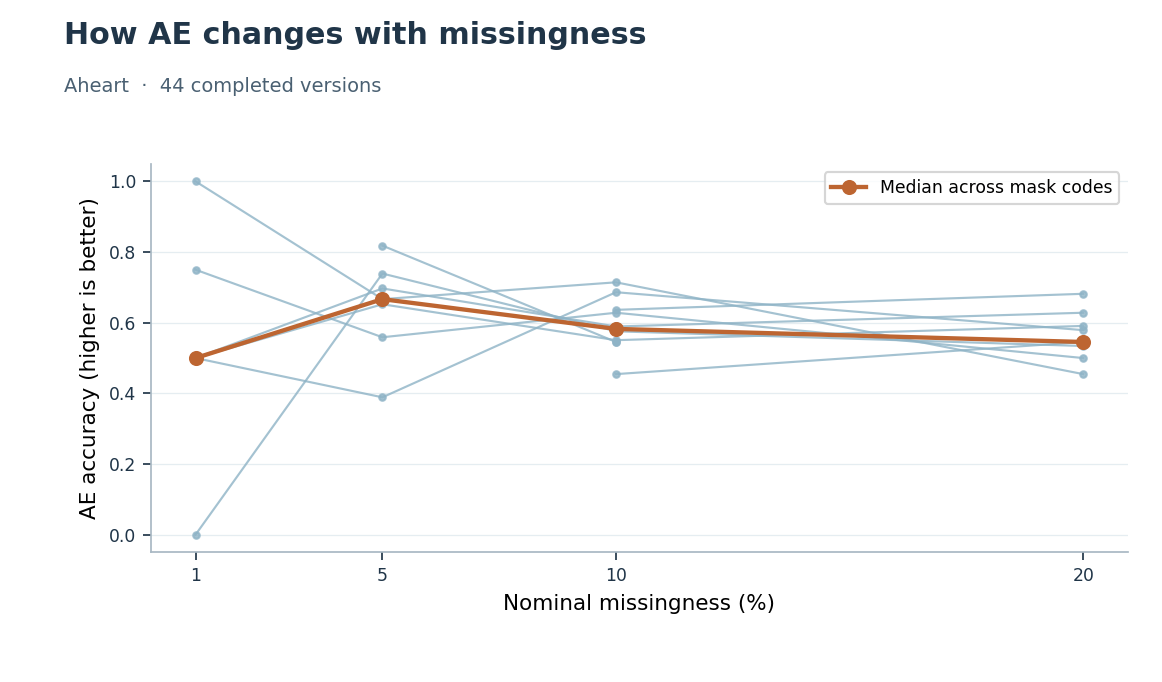 How AE changes with missingness
Aheart · 44 completed versions
Median across mask codes
AE accuracy (higher is better)
1.0
0.8
0.6
0.4
0.2
0.0
1 5 10 20
Nominal missingness (%)